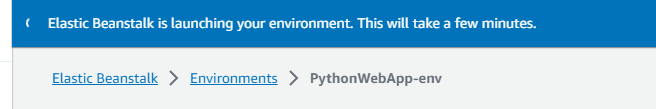 Elastic Beanstalk is launching your environment. This will take a few minutes.
Elastic Beanstalk > Environments > PythonWebApp-env